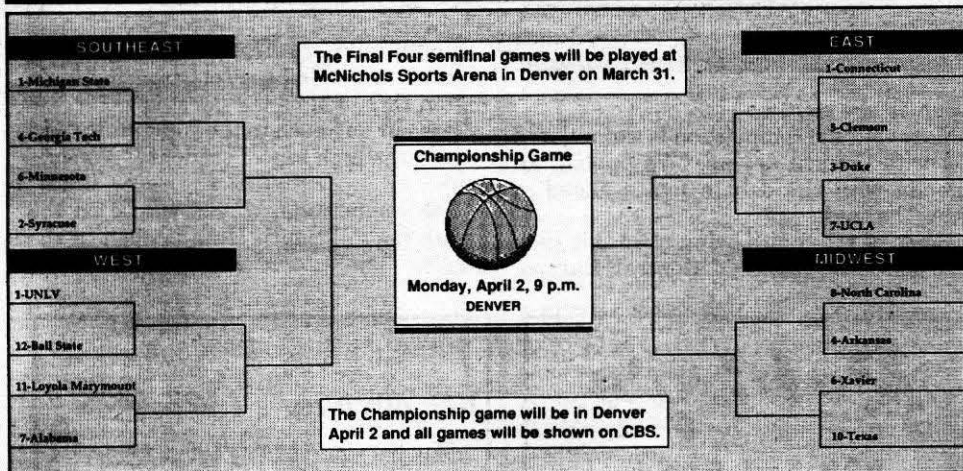 SOUTHEAST
1-Michigan State
4-Georgia Tech
6-Minnesota
2-Syracuse
WEST
1-UNLV
12-Ball State
11-Loyola Marymount
7-Alabama
The Final Four semifinal games will be played at
McNichols Sports Arena in Denver on March 31.
Championship Game
Monday, April 2, 9 p.m.
DENVER
The Championship game will be in Denver
April 2 and all games will be shown on CBS.
EAST
1-Connecticut
5-Clemson
3-Duke
7-UCLA
MIDWEST
8-North Carolina
4-Arkansas
6-Xavier
10-Texas